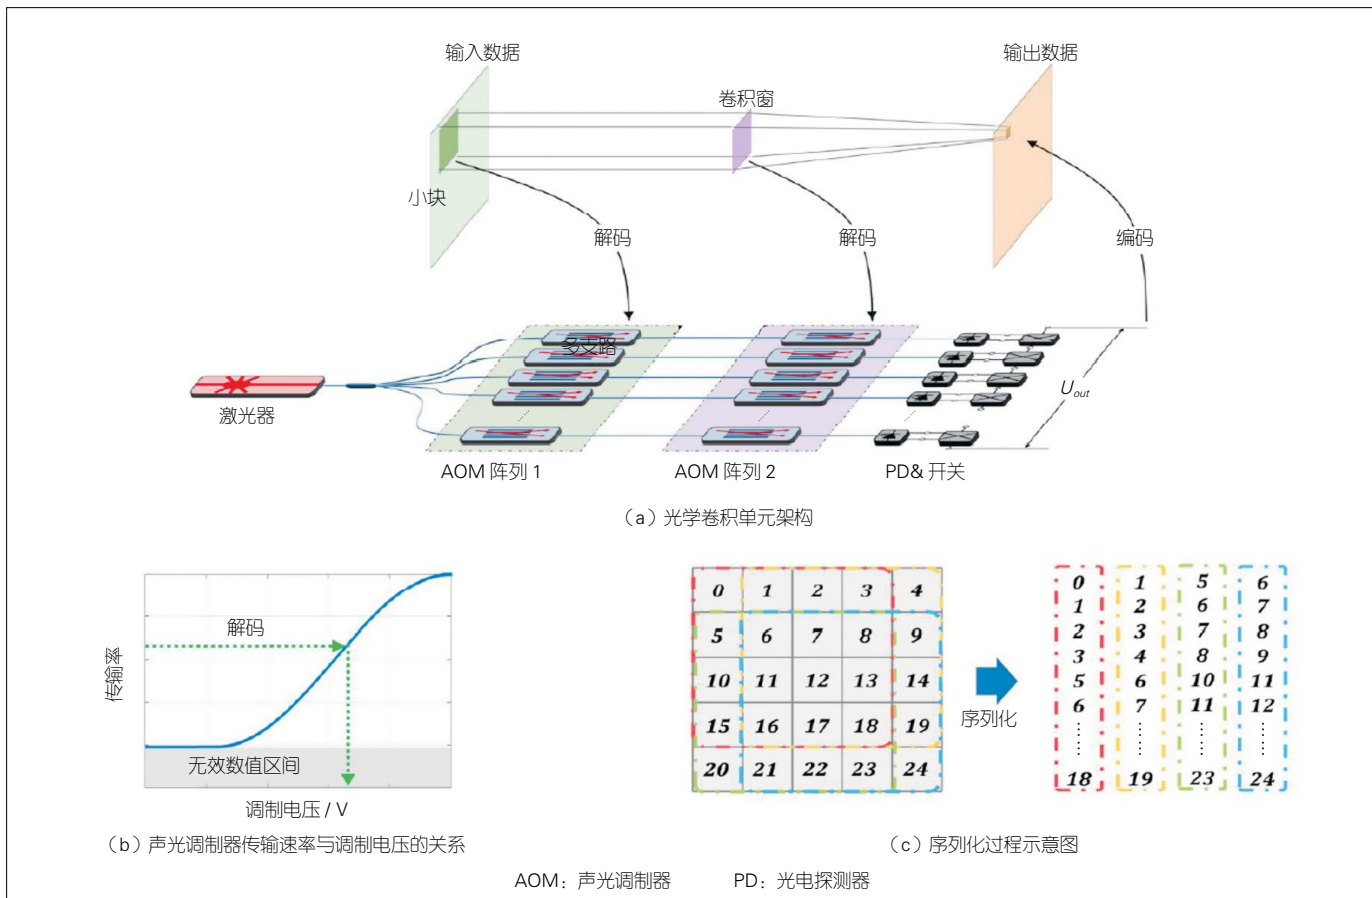 输入数据
输出数据
卷积窗
小块
解码
解码
编码
多支路
激光器
U_out
AOM 阵列 1
AOM 阵列 2
PD& 开关
（a）光学卷积单元架构
传输率
解码
无效数值区间
调制电压 / V
（b）声光调制器传输速率与调制电压的关系
0 1 2 3 4
5 6 7 8 9
10 11 12 13 14
15 16 17 18 19
20 21 22 23 24
序列化
0 1 5 6
1 2 6 7
2 3 7 8
3 4 8 9
5 6 10 11
6 7 11 12
…… …… …… ……
18 19 23 24
（c）序列化过程示意图
AOM：声光调制器 PD：光电探测器